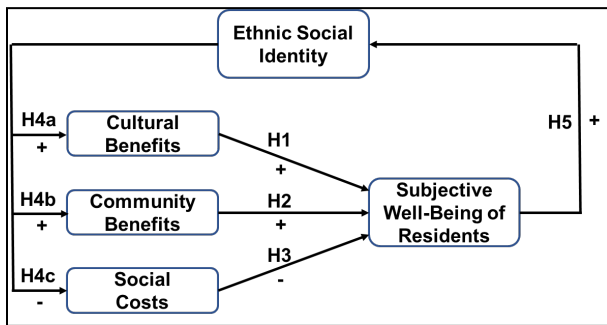 Ethnic Social
Identity
H4a
+
Cultural
Benefits
H1
+
H5
+
H4b
+
Community
Benefits
H2
+
Subjective
Well-Being of
Residents
H4c
-
Social
Costs
H3
-